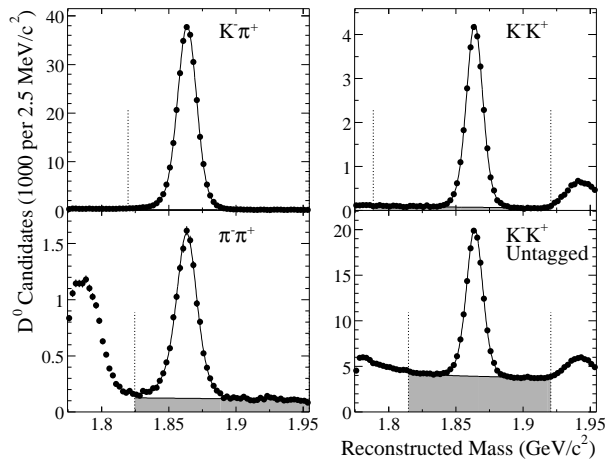 D⁰ Candidates (1000 per 2.5 MeV/c²)
K⁻π⁺
40
30
20
10
0
K⁻K⁺
4
3
2
1
0
π⁻π⁺
1.5
1
0.5
0
1.8 1.85 1.9 1.95
K⁻K⁺
Untagged
20
15
10
5
0
1.8 1.85 1.9 1.95
Reconstructed Mass (GeV/c²)